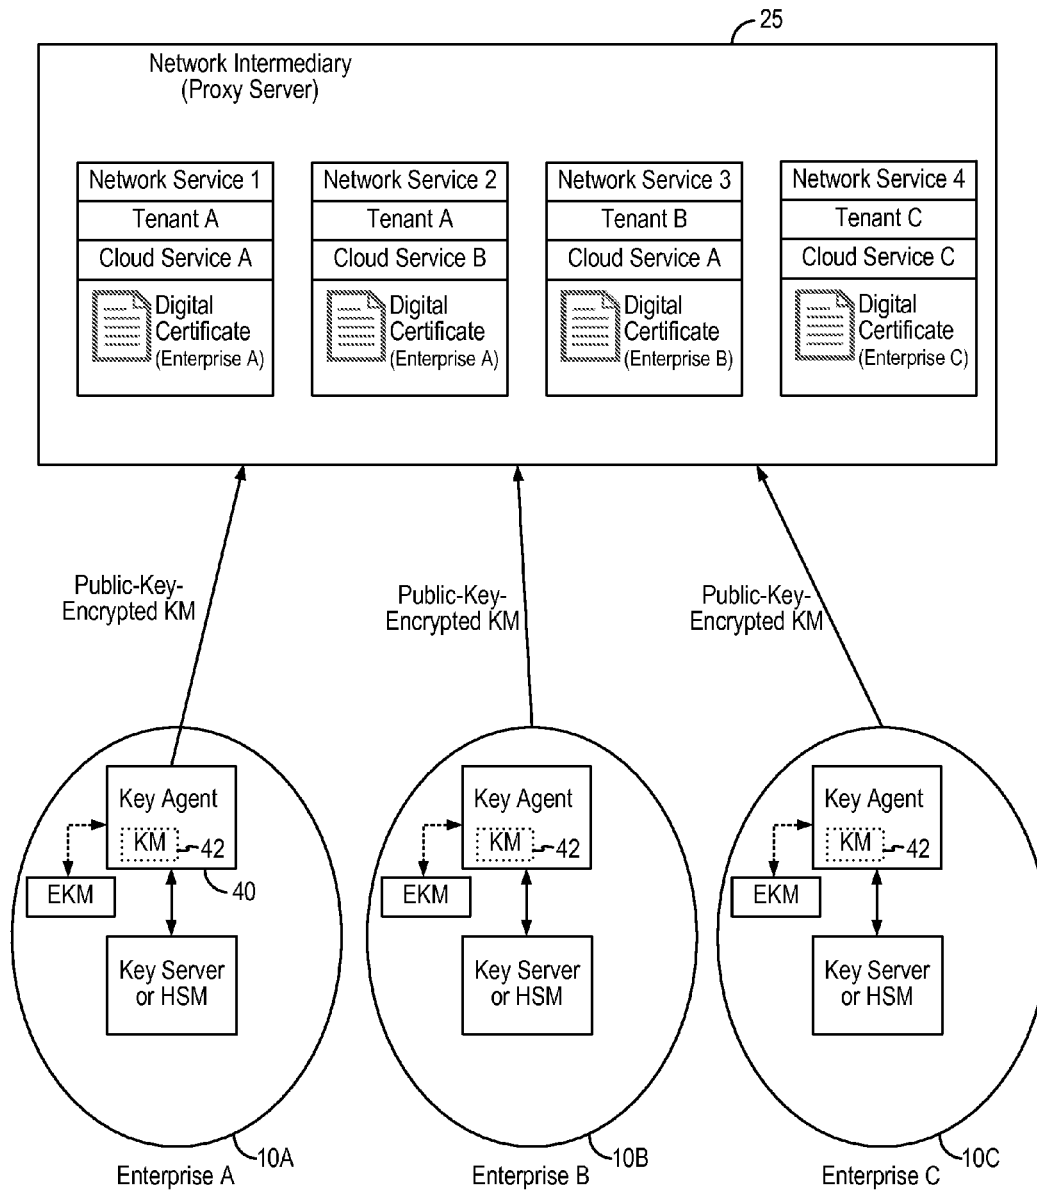 25
Network Intermediary
(Proxy Server)
Network Service 1
Tenant A
Cloud Service A
Digital
Certificate
(Enterprise A)
Network Service 2
Tenant A
Cloud Service B
Digital
Certificate
(Enterprise A)
Network Service 3
Tenant B
Cloud Service A
Digital
Certificate
(Enterprise B)
Network Service 4
Tenant C
Cloud Service C
Digital
Certificate
(Enterprise C)
Public-Key-
Encrypted KM
Public-Key-
Encrypted KM
Public-Key-
Encrypted KM
Key Agent
KM
42
40
EKM
Key Server
or HSM
10A
Enterprise A
Key Agent
KM
42
EKM
Key Server
or HSM
10B
Enterprise B
Key Agent
KM
42
EKM
Key Server
or HSM
10C
Enterprise C